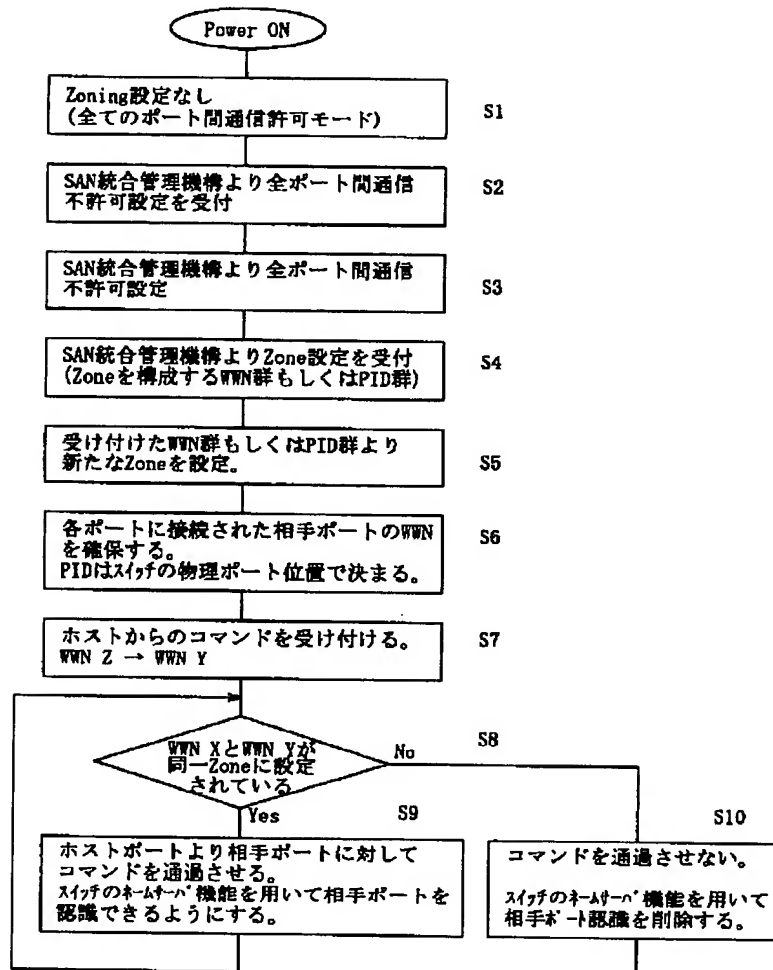 Power ON
Zoning設定なし
(全てのポート間通信許可モード)
S1
SAN統合管理機構より全ポート間通信
不許可設定を受付
S2
SAN統合管理機構より全ポート間通信
不許可設定
S3
SAN統合管理機構よりZone設定を受付
(Zoneを構成するWWN群もしくはPID群)
S4
受け付けたWWN群もしくはPID群より
新たなZoneを設定。
S5
各ポートに接続された相手ポートのWWN
を確保する。
PIDはスイッチの物理ポート位置で決まる。
S6
ホストからのコマンドを受け付ける。
WWN Z → WWN Y
S7
WWN XとWWN Yが
同一Zoneに設定
されている
No
S8
Yes
S9
ホストポートより相手ポートに対して
コマンドを通過させる。
スイッチのネームサーバ機能を用いて相手ポートを
認識できるようにする。
S10
コマンドを通過させない。
スイッチのネームサーバ機能を用いて
相手ポート認識を削除する。